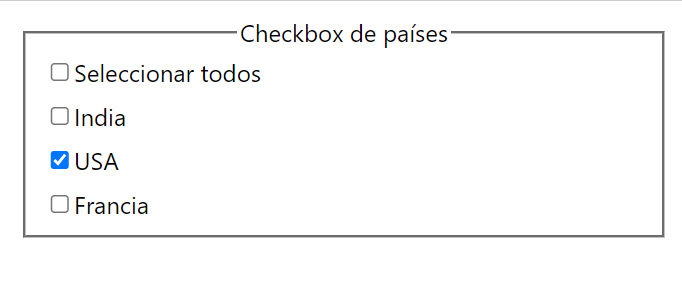 Checkbox de países
Seleccionar todos
India
USA
Francia